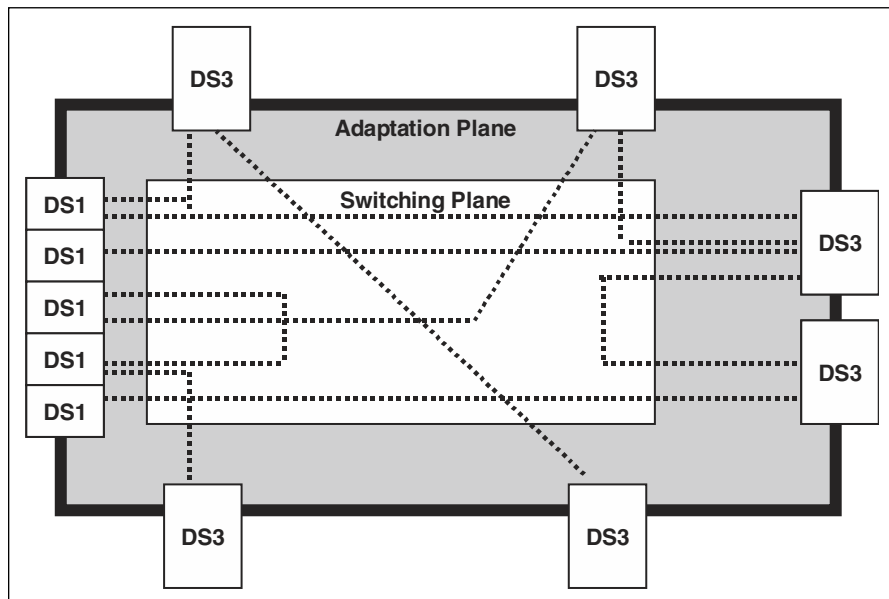 DS3
DS3
Adaptation Plane
Switching Plane
DS1
DS1
DS1
DS1
DS1
DS3
DS3
DS3
DS3